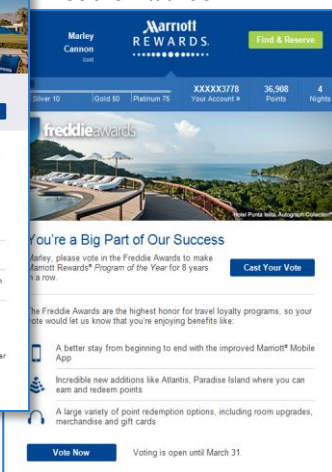 Marley
Cannon
Gold
Marriott
REWARDS.
Find & Reserve
Silver 10
Gold 50
Platinum 75
XXXXX3778
Your Account »
36,908
Points
4
Nights
freddieawards
Hotel Punta Islita, Autograph Collection®
You're a Big Part of Our Success
Marley, please vote in the Freddie Awards to make
Marriott Rewards® Program of the Year for 8 years
in a row.
Cast Your Vote
The Freddie Awards are the highest honor for travel loyalty programs, so your
vote would let us know that you're enjoying benefits like:
A better stay from beginning to end with the improved Marriott® Mobile
App
Incredible new additions like Atlantis, Paradise Island where you can
earn and redeem points
A large variety of point redemption options, including room upgrades,
merchandise and gift cards
Vote Now
Voting is open until March 31.